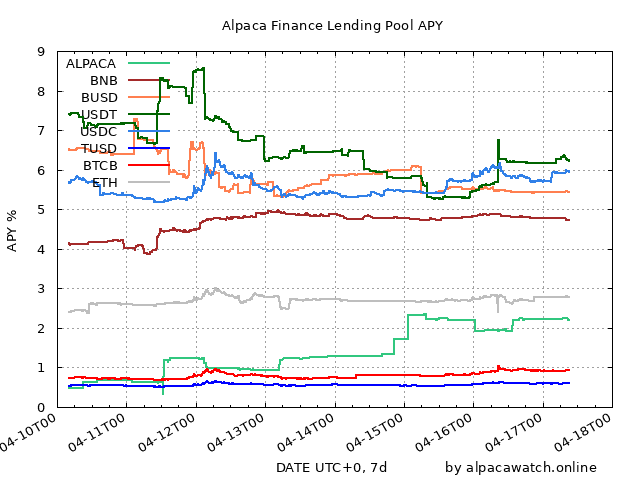 Alpaca Finance Lending Pool APY
APY %
9
8
7
6
5
4
3
2
1
0
ALPACA
BNB
BUSD
USDT
USDC
TUSD
BTCB
ETH
04-10T00
04-11T00
04-12T00
04-13T00
04-14T00
04-15T00
04-16T00
04-17T00
04-18T00
DATE UTC+0, 7d
by alpacawatch.online